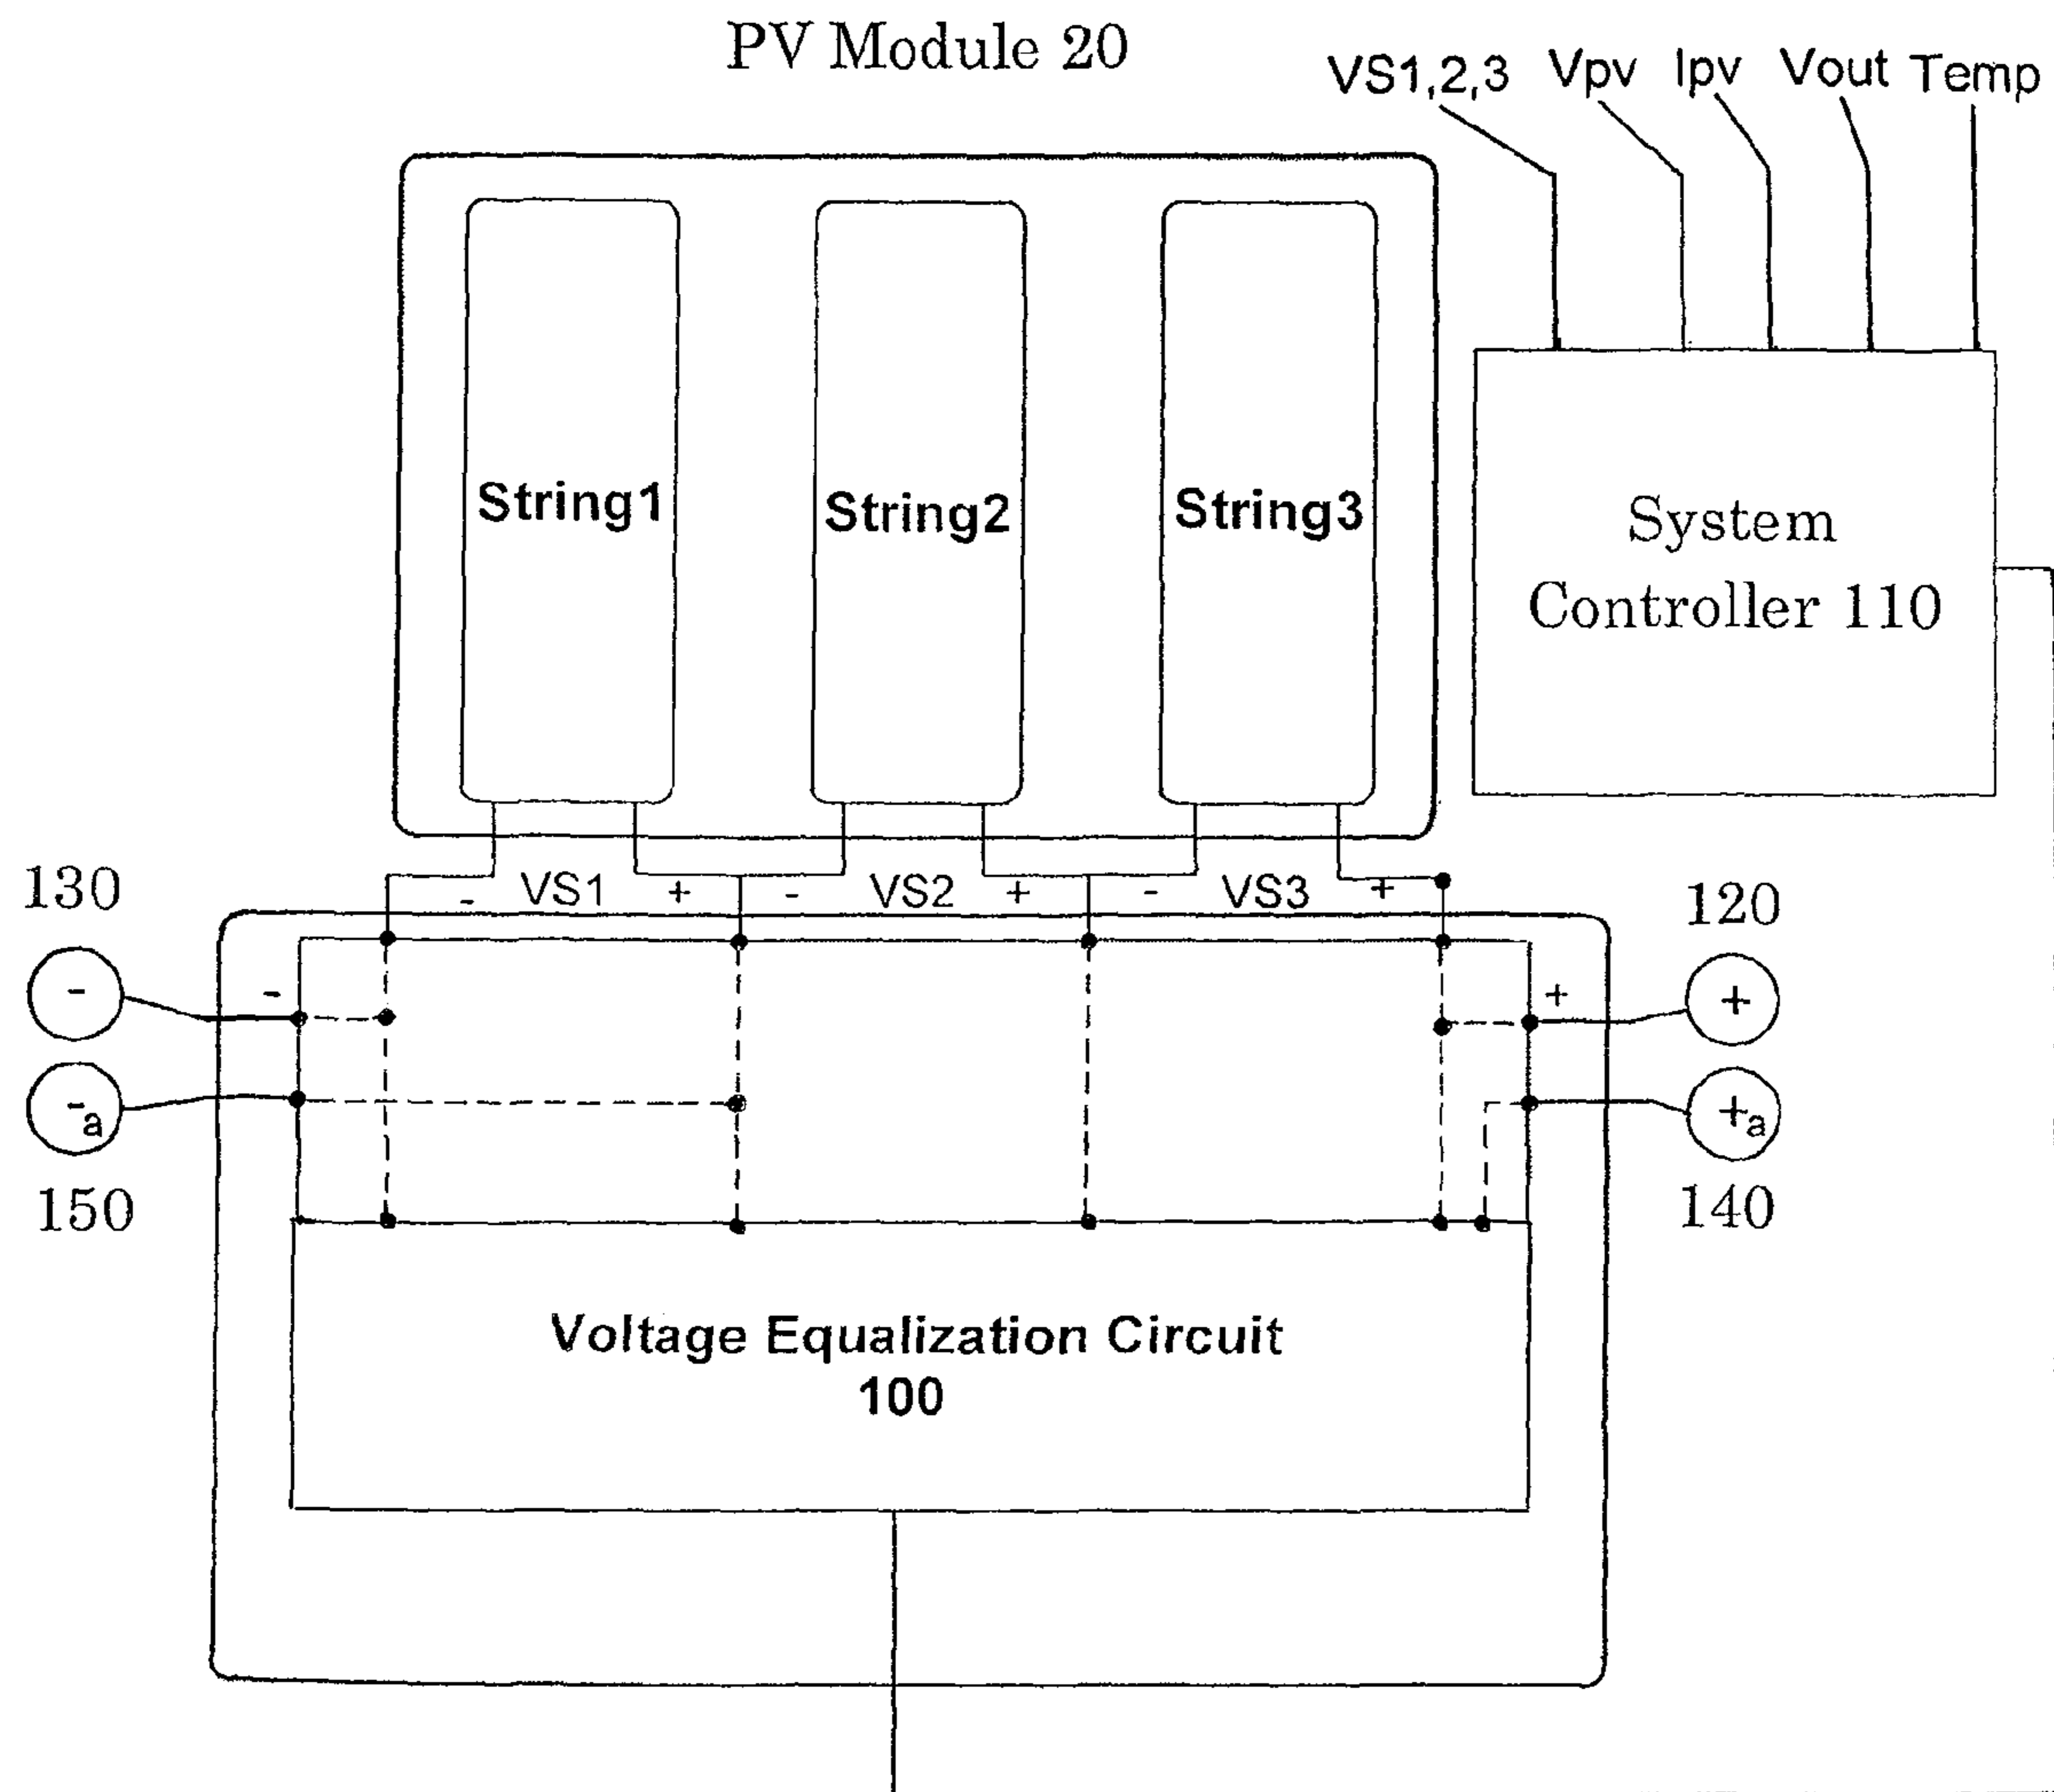 PV Module 20
VS1,2,3 Vpv Ipv Vout Temp
String1 String2 String3
System
Controller 110
130
- VS1 + - VS2 + - VS3 +
120
- - + +
-a +a
150
140
Voltage Equalization Circuit
100